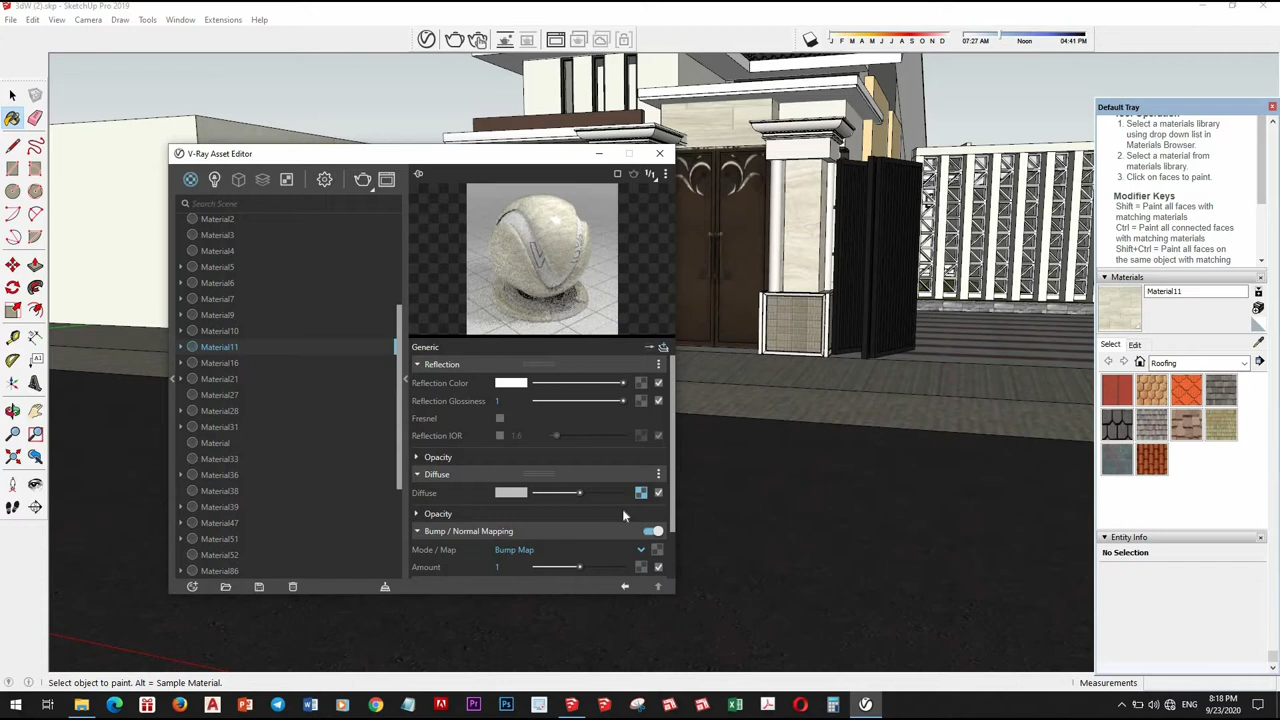 3dW (2).skp - SketchUp Pro 2019
File Edit View Camera Draw Tools Window Extensions Help
J F M A M J J A S O N D
07:27 AM Noon 04:41 PM
Default Tray
1. Select a materials library
using drop down list in
Materials Browser.
2. Select a material from
materials library.
3. Click on faces to paint.
Modifier Keys
Shift = Paint all faces with
matching materials
Ctrl = Paint all connected faces
with matching materials
Shift+Ctrl = Paint all faces on
the same object with matching
Materials
Material11
Select Edit
Roofing
Entity Info
No Selection
V-Ray Asset Editor
1/1
Search Scene
Material2
Material3
Material4
Material5
Material6
Material7
Material9
Material10
Material11
Material16
Material21
Material27
Material28
Material31
Material
Material33
Material36
Material38
Material39
Material47
Material51
Material52
Material86
Generic
Reflection
Reflection Color
Reflection Glossiness 1
Fresnel
Reflection IOR 1.6
Opacity
Diffuse
Diffuse
Opacity
Bump / Normal Mapping
Mode / Map Bump Map
Amount 1
Select object to paint. Alt = Sample Material.
Measurements
ENG
8:18 PM
9/23/2020